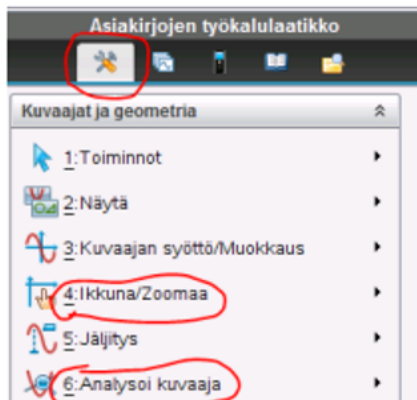 Asiakirjojen työkalulaatikko
Kuvaajat ja geometria
1:Toiminnot
2:Näytä
3:Kuvaajan syöttö/Muokkaus
4:Ikkuna/Zoomaa
5:Jäljitys
6:Analysoi kuvaaja